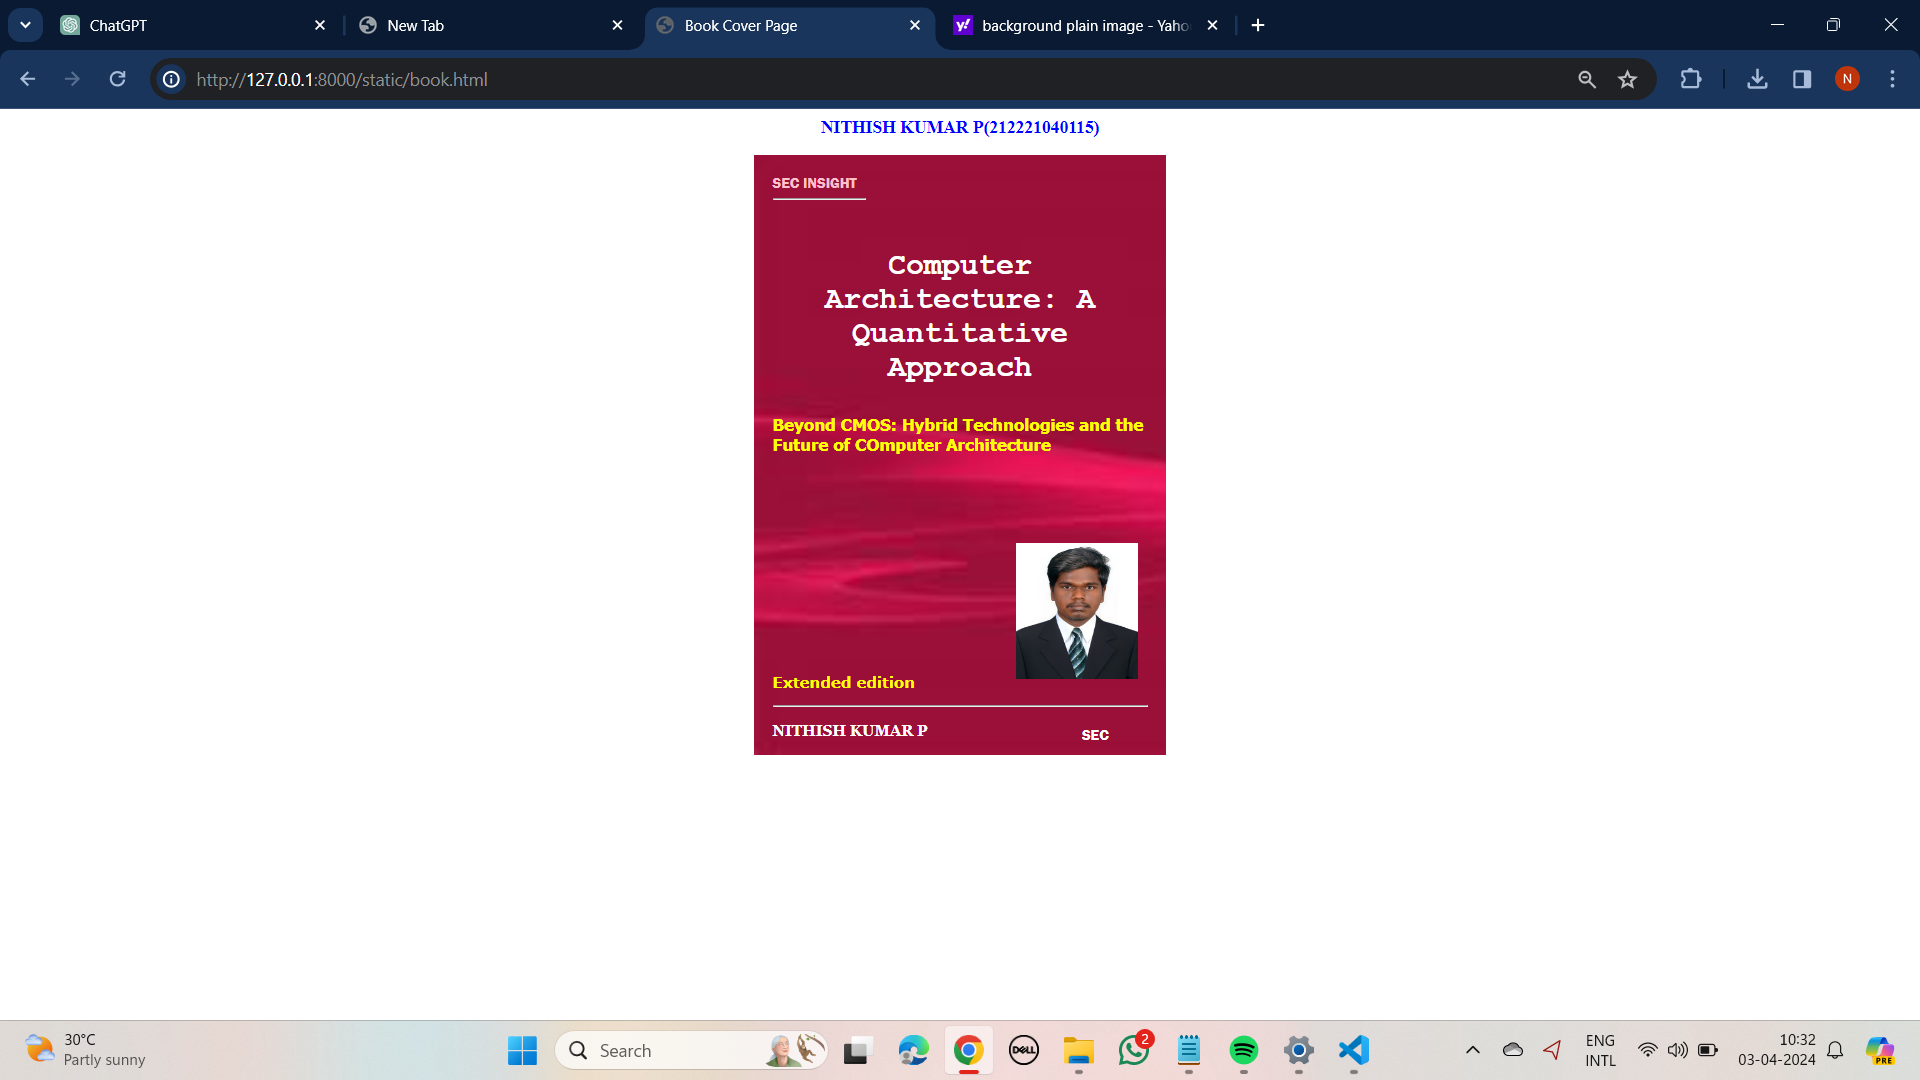 ChatGPT
New Tab
Book Cover Page
background plain image - Yaho
http://127.0.0.1:8000/static/book.html
N
NITHISH KUMAR P(212221040115)
SEC INSIGHT
Computer
Architecture: A
Quantitative
Approach
Beyond CMOS: Hybrid Technologies and the
Future of COmputer Architecture
Extended edition
NITHISH KUMAR P
SEC
30°C
Partly sunny
Search
DELL
2
ENG
INTL
10:32
03-04-2024
PRE